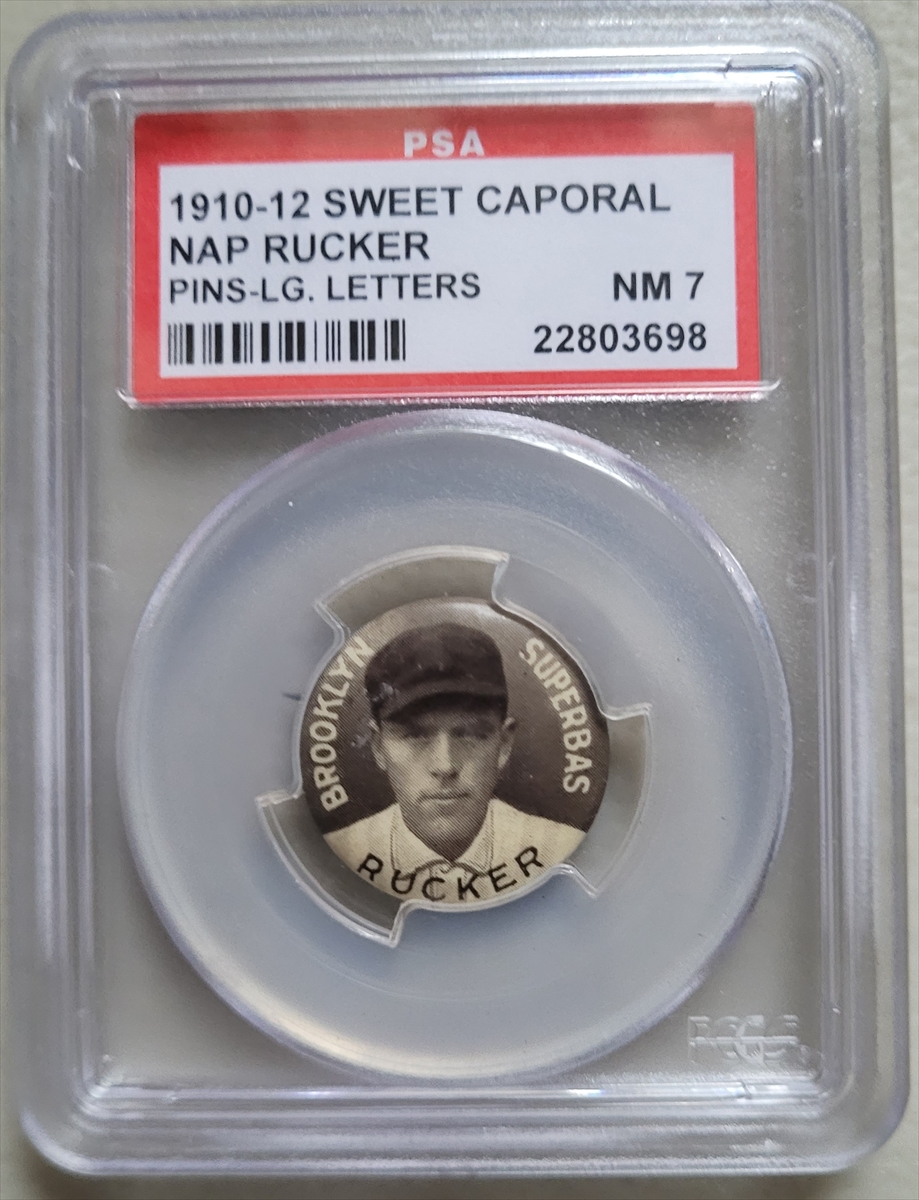 PSA
1910-12 SWEET CAPORAL
NAP RUCKER
PINS-LG. LETTERS NM 7
22803698
BROOKLYN SUPERBAS
RUCKER